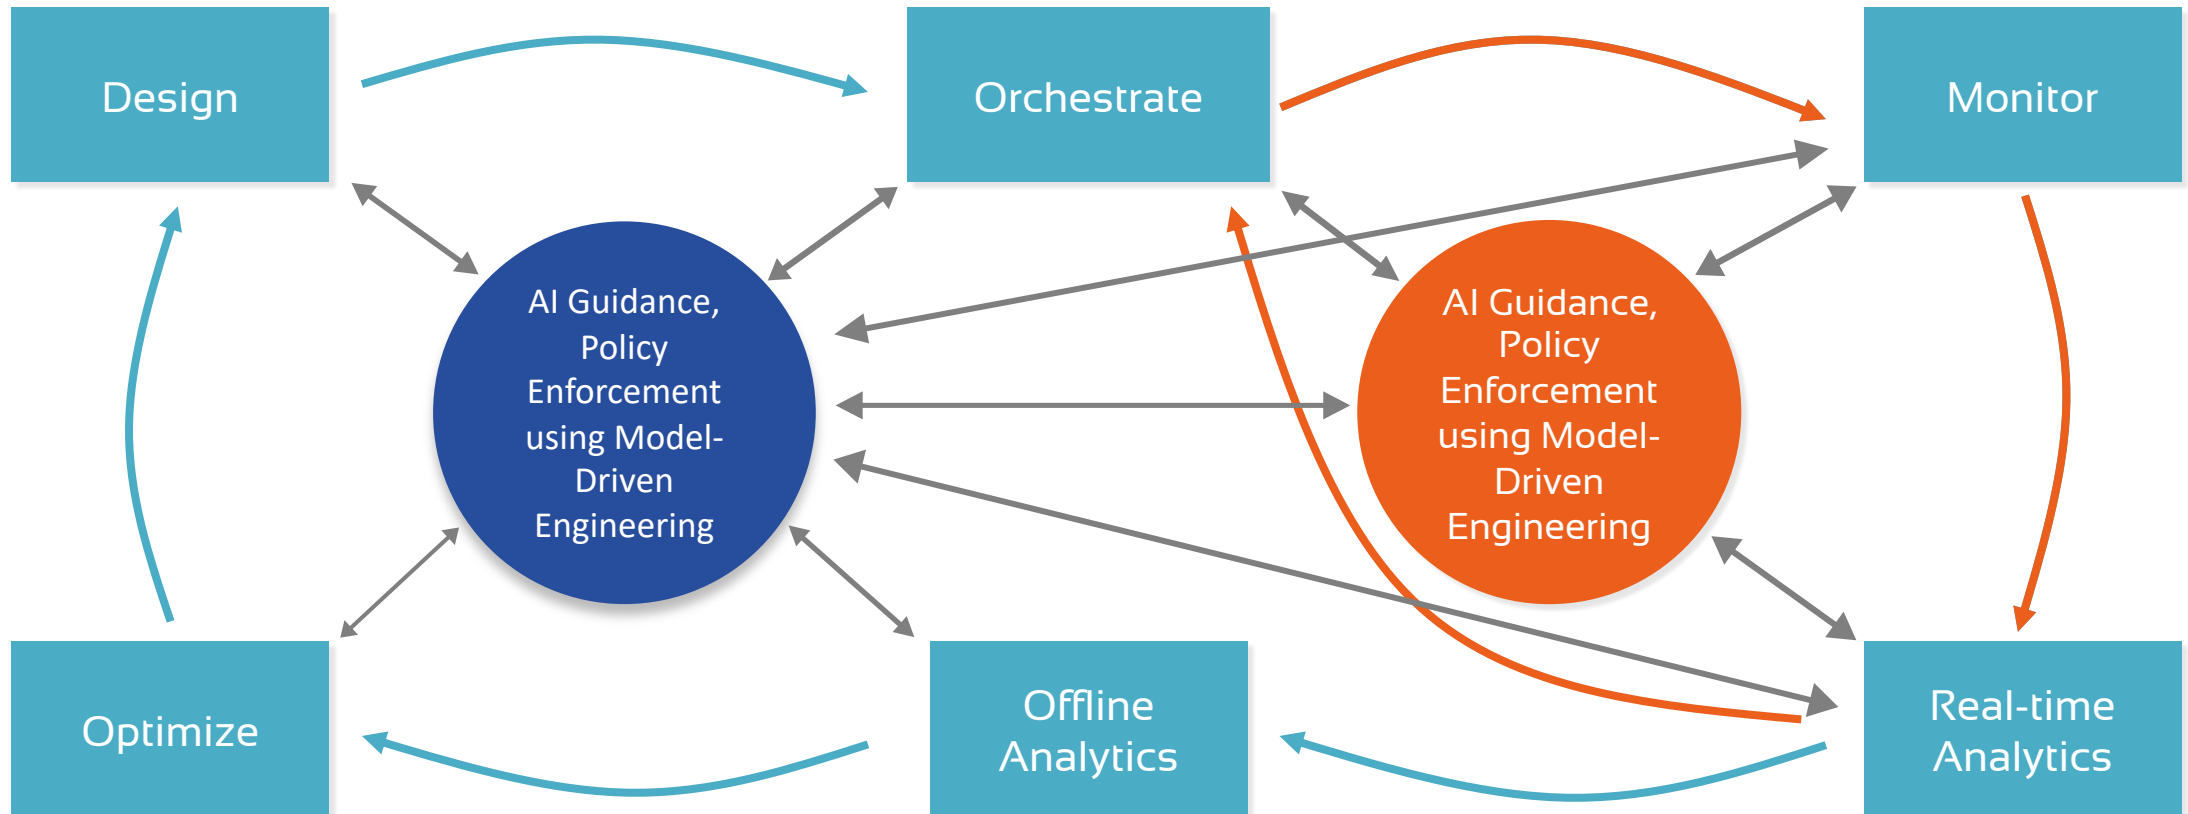 Design
Orchestrate
Monitor
AI Guidance,
Policy
Enforcement
using Model-
Driven
Engineering
AI Guidance,
Policy
Enforcement
using Model-
Driven
Engineering
Optimize
Offline
Analytics
Real-time
Analytics